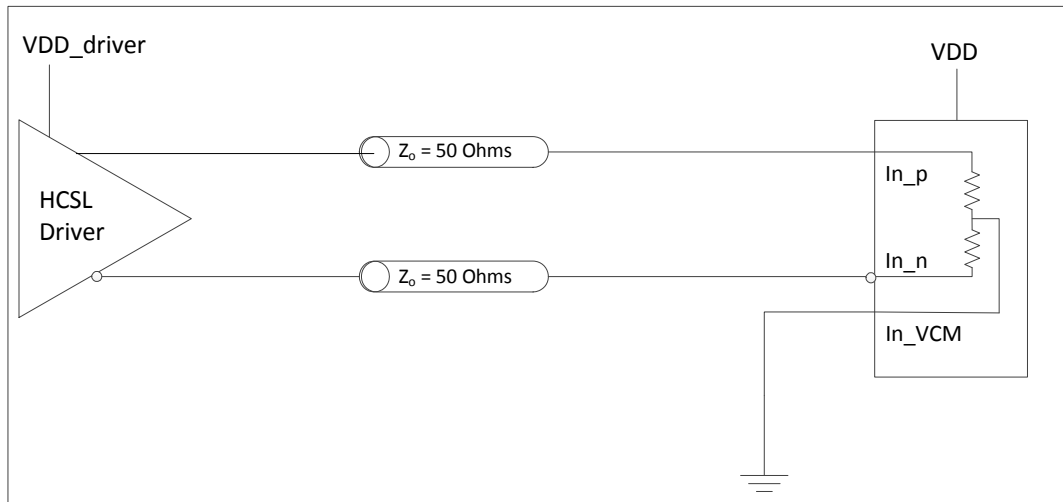 VDD_driver
VDD
Zₒ = 50 Ohms
In_p
HCSL
Driver
In_n
Zₒ = 50 Ohms
In_VCM